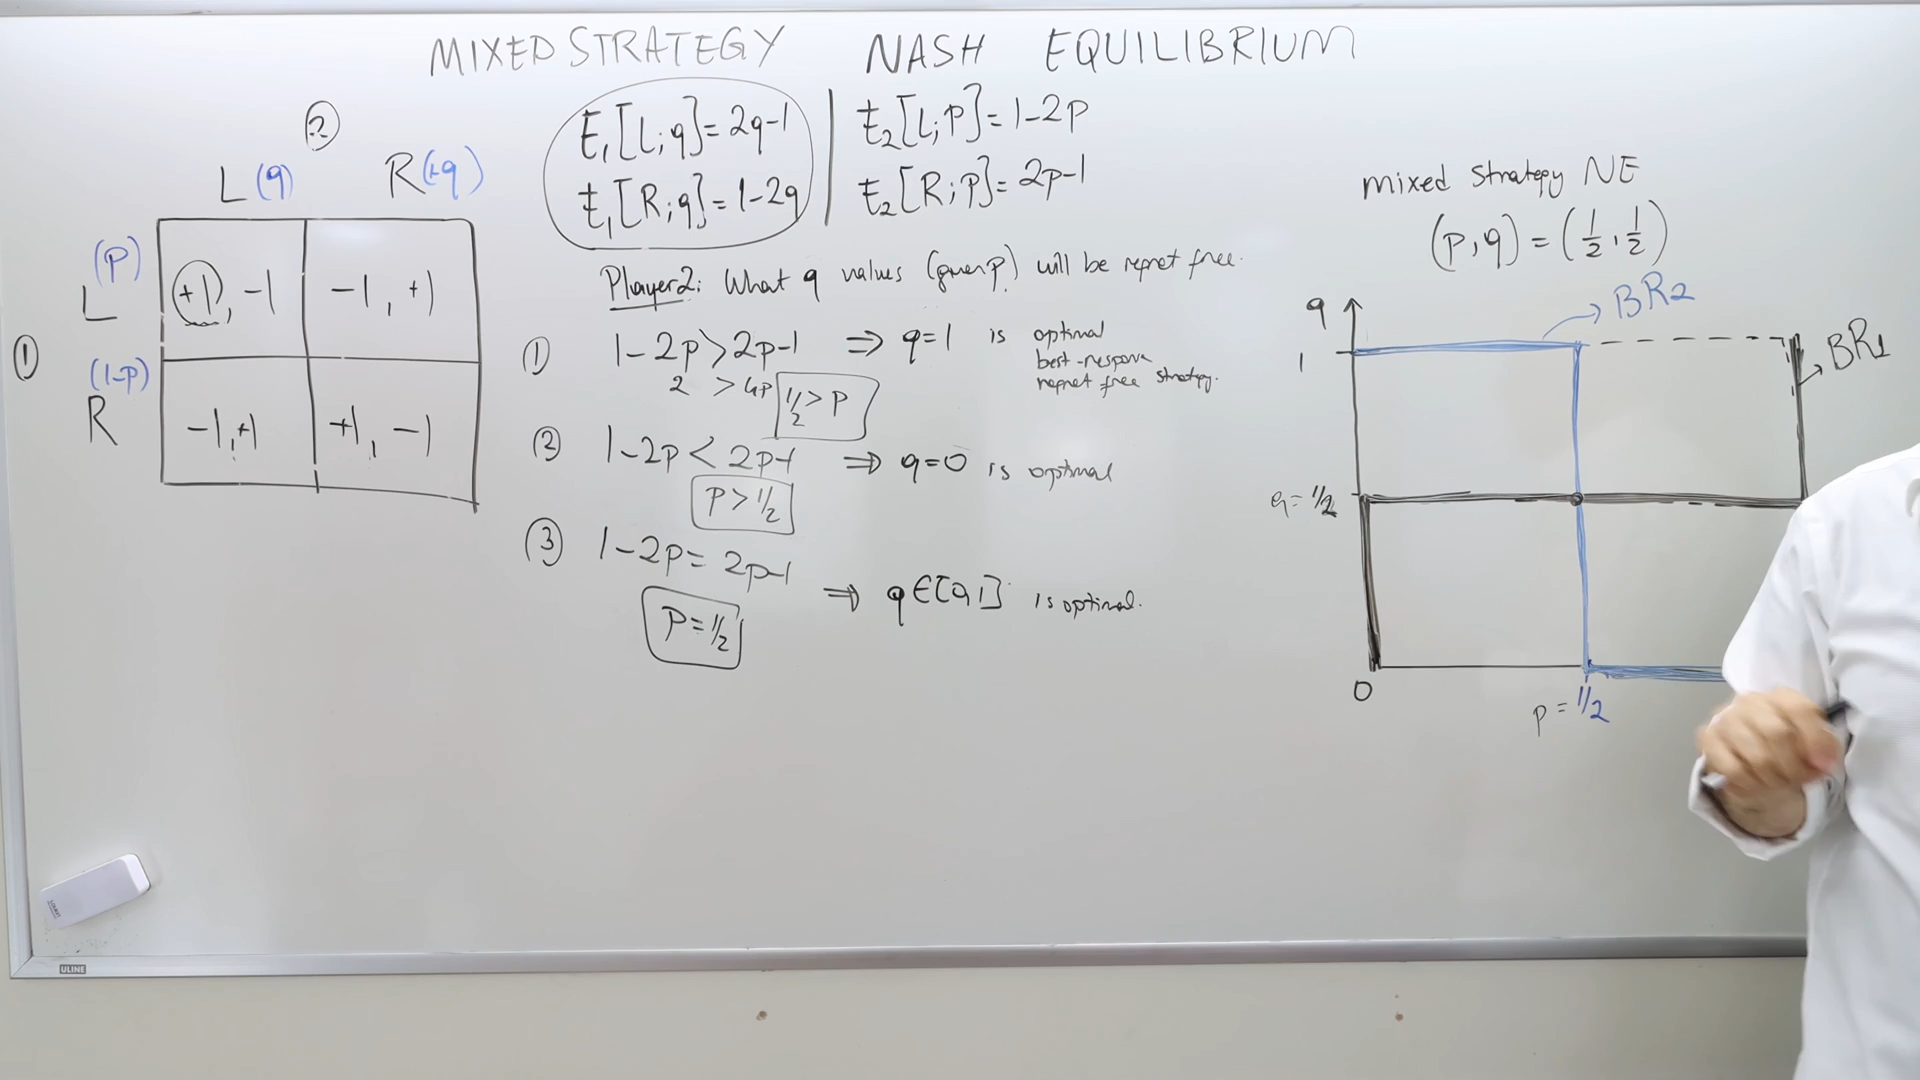 MIXED STRATEGY NASH EQUILIBRIUM
②
L (q) R (1-q)
(p)
L
+1, -1
-1, +1
①
(1-p)
R
-1, +1
+1, -1
E₁[L;q]=2q-1
E₁[R;q]=1-2q
E₂[L;p]=1-2p
E₂[R;p]=2p-1
Player 2: What q values (given p) will be regret free.
① 1-2p>2p-1 ⇒ q=1 is optimal
best-response
regret free strategy.
2 > 4p
1/2 > p
② 1-2p < 2p-1 ⇒ q=0 is optimal
p > 1/2
③ 1-2p = 2p-1
⇒ q∈[0,1] is optimal.
p = 1/2
mixed strategy NE
(p,q) = (1/2, 1/2)
q
BR2
1
BR1
q = 1/2
0
p = 1/2
ULINE